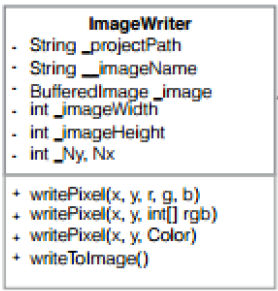 ImageWriter
- String _projectPath
- String __imageName
- BufferedImage _image
- int _imageWidth
- int _imageHeight
- int _Ny, Nx
+ writePixel(x, y, r, g, b)
+ writePixel(x, y, int[] rgb)
+ writePixel(x, y, Color)
+ writeToImage()